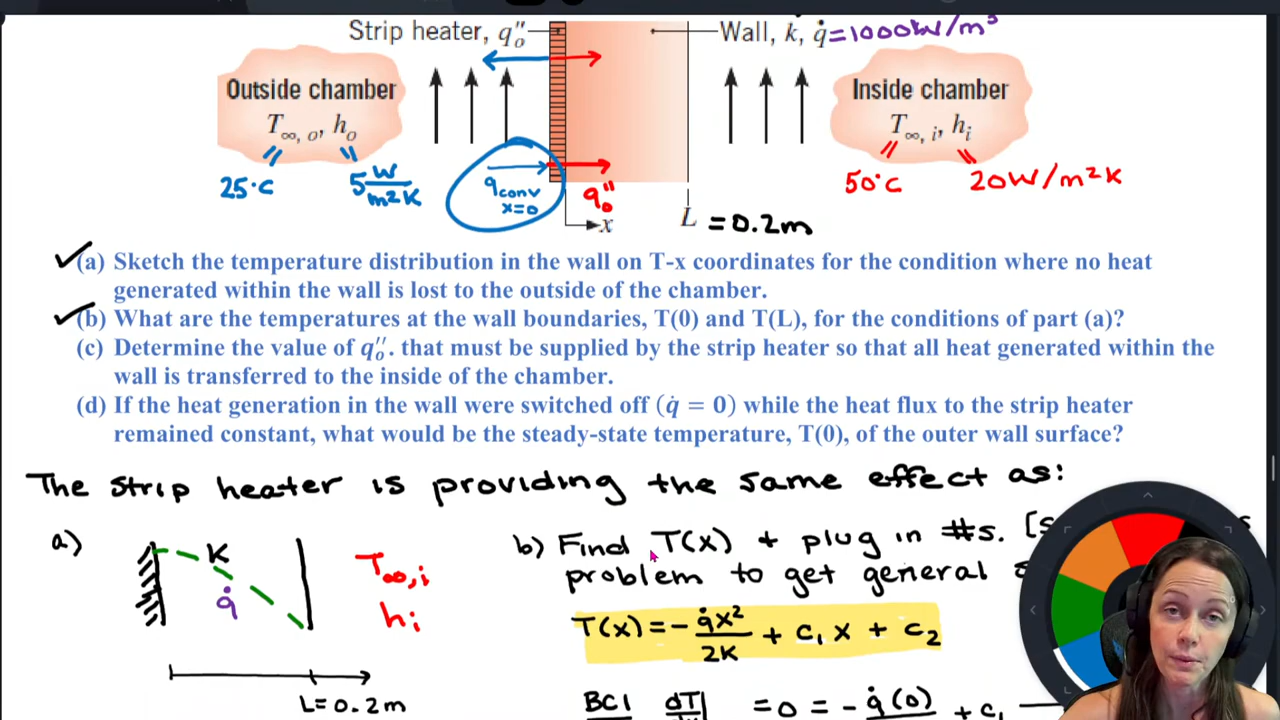 Strip heater, q''o
Wall, k, q̇ = 1000W/m³
Outside chamber
T∞, o, ho
25°C
5 W/m²K
qconv
x=0
q''o
x
L = 0.2m
Inside chamber
T∞, i, hi
50°C
20W/m²K
(a) Sketch the temperature distribution in the wall on T-x coordinates for the condition where no heat
generated within the wall is lost to the outside of the chamber.
(b) What are the temperatures at the wall boundaries, T(0) and T(L), for the conditions of part (a)?
(c) Determine the value of q''o. that must be supplied by the strip heater so that all heat generated within the
wall is transferred to the inside of the chamber.
(d) If the heat generation in the wall were switched off (q̇ = 0) while the heat flux to the strip heater
remained constant, what would be the steady-state temperature, T(0), of the outer wall surface?
The strip heater is providing the same effect as:
a)
K
q̇
T∞,i
hi
L=0.2m
b) Find T(x) + plug in #s.
problem to get general
T(x) = - q̇x²/2K + C₁x + C₂
BC1 dT = 0 = - q̇(0) + C₁